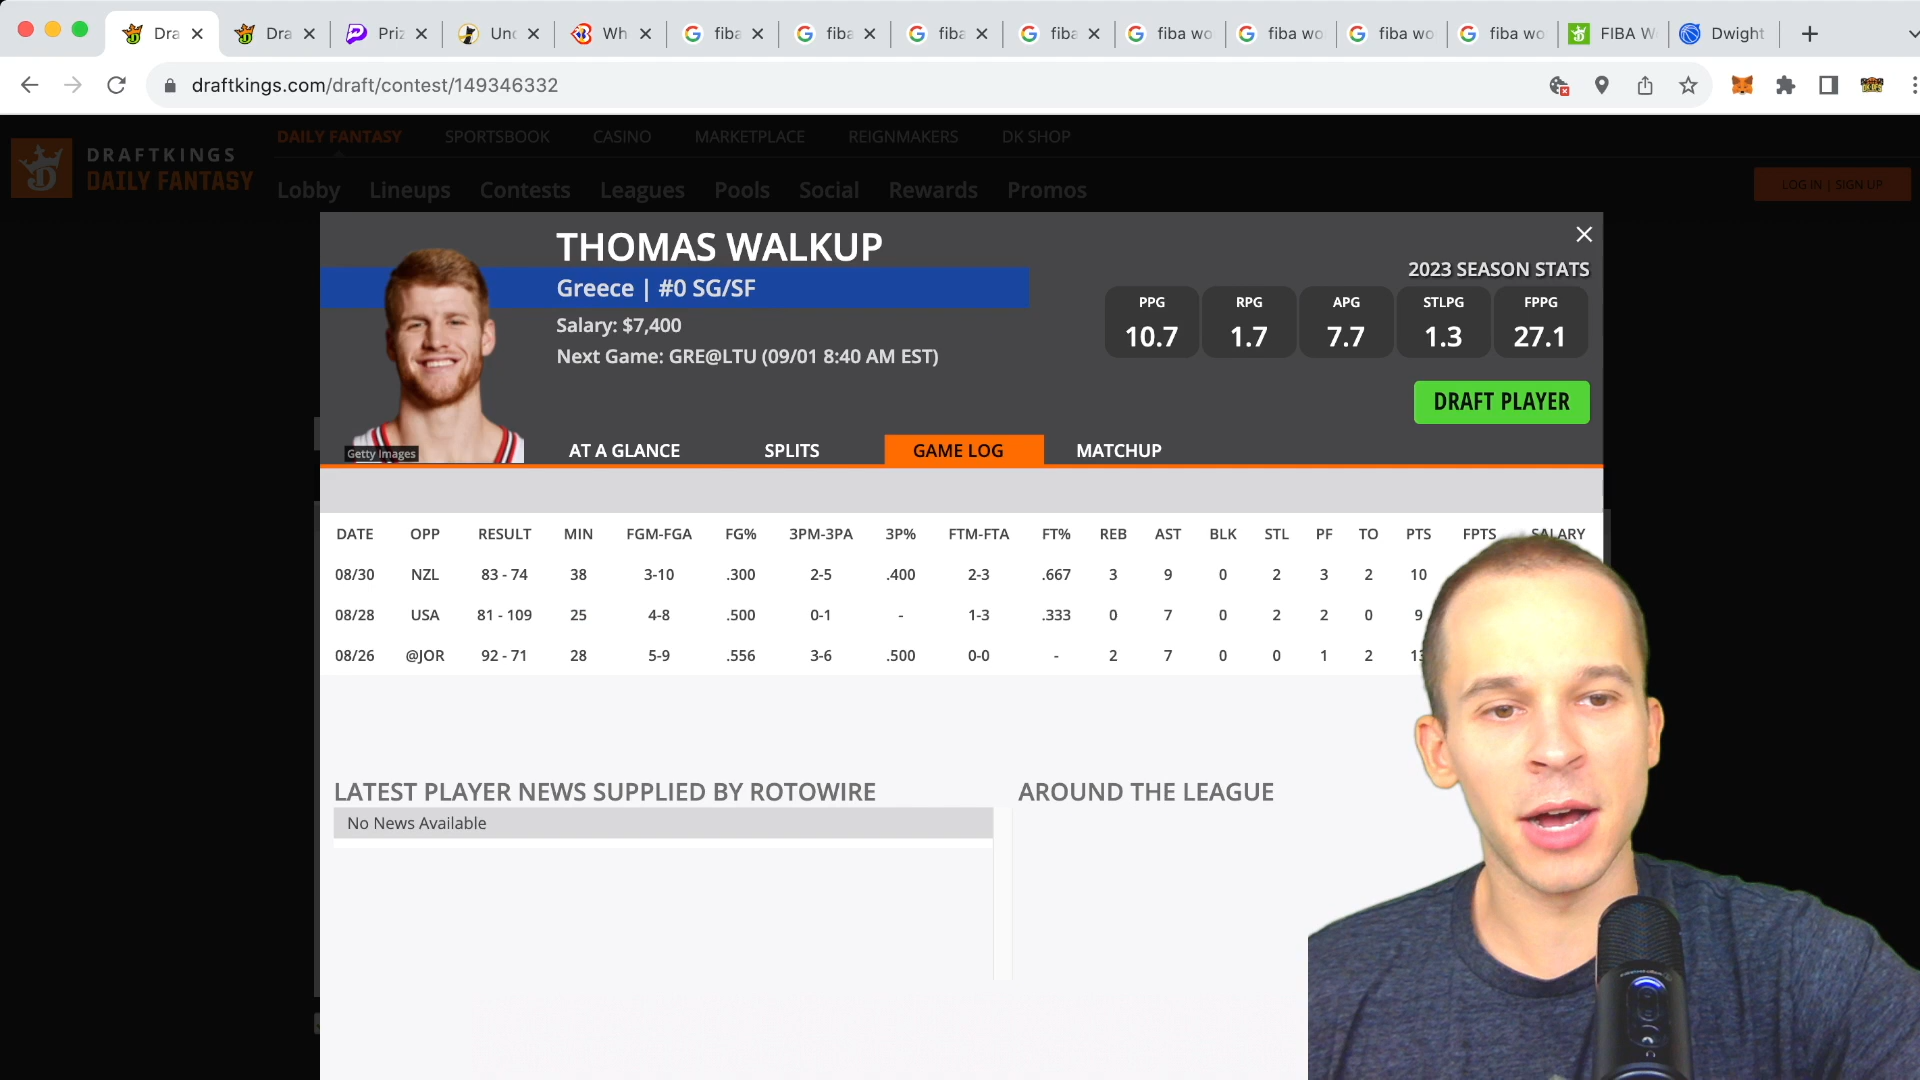 Dra
Dra
Priz
Unc
Wh
fiba
fiba
fiba
fiba
fiba wo
fiba wo
fiba wo
fiba wo
FIBA W
Dwight
draftkings.com/draft/contest/149346332
DRAFTKINGS
DAILY FANTASY
DAILY FANTASY SPORTSBOOK CASINO MARKETPLACE REIGNMAKERS DK SHOP
Lobby Lineups Contests Leagues Pools Social Rewards Promos
LOG IN | SIGN UP
THOMAS WALKUP
Greece | #0 SG/SF
Salary: $7,400
Next Game: GRE@LTU (09/01 8:40 AM EST)
2023 SEASON STATS
PPG RPG APG STLPG FPPG
10.7 1.7 7.7 1.3 27.1
DRAFT PLAYER
Getty Images
AT A GLANCE SPLITS GAME LOG MATCHUP
DATE OPP RESULT MIN FGM-FGA FG% 3PM-3PA 3P% FTM-FTA FT% REB AST BLK STL PF TO PTS FPTS SALARY
08/30 NZL 83 - 74 38 3-10 .300 2-5 .400 2-3 .667 3 9 0 2 3 2 10
08/28 USA 81 - 109 25 4-8 .500 0-1 - 1-3 .333 0 7 0 2 2 0 9
08/26 @JOR 92 - 71 28 5-9 .556 3-6 .500 0-0 - 2 7 0 0 1 2 13
LATEST PLAYER NEWS SUPPLIED BY ROTOWIRE
No News Available
AROUND THE LEAGUE